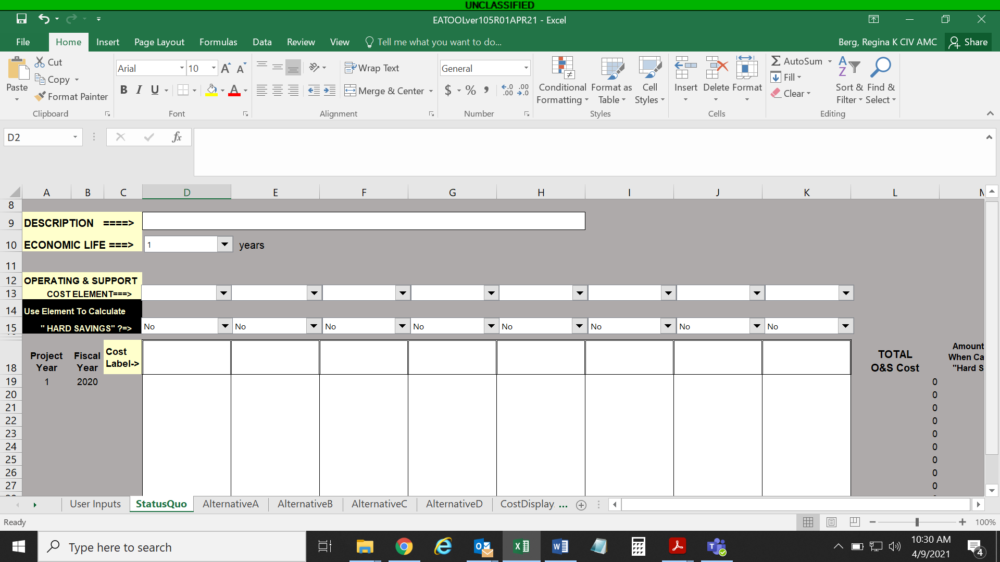 UNCLASSIFIED
EATOOLver105R01APR21 - Excel
File Home Insert Page Layout Formulas Data Review View Tell me what you want to do... Berg, Regina K CIV AMC Share
Paste Cut Copy Format Painter
Clipboard
Arial 10
B I U A
Font
Wrap Text
Merge & Center
Alignment
General
$ % ,
Number
Conditional Formatting
Format as Table
Cell Styles
Styles
Insert Delete Format
Cells
AutoSum
Fill
Clear
Sort & Filter
Find & Select
Editing
D2 fx
A B C D E F G H I J K L
8
9 DESCRIPTION ====>
10 ECONOMIC LIFE ===> 1 years
11
12 OPERATING & SUPPORT
13 COST ELEMENT===>
14 Use Element To Calculate
15 " HARD SAVINGS" ?=> No No No No No No No No
18 Project Year Fiscal Year Cost Label-> TOTAL O&S Cost Amount When Ca "Hard S
19 1 2020 0
20 0
21 0
22 0
23 0
24 0
25 0
26 0
27 0
User Inputs StatusQuo AlternativeA AlternativeB AlternativeC AlternativeD CostDisplay ...
Ready 100%
Type here to search
10:30 AM
4/9/2021
4